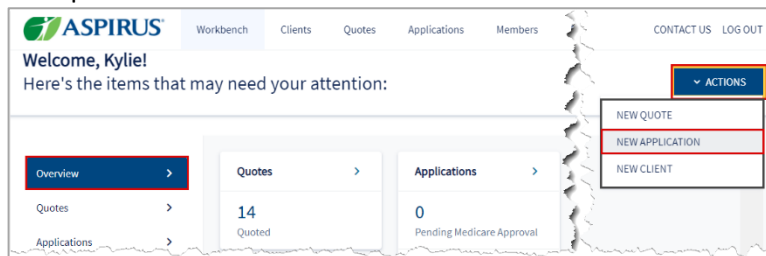 ASPIRUS
Workbench Clients Quotes Applications Members CONTACT US LOG OUT
Welcome, Kylie!
Here's the items that may need your attention:
ACTIONS
NEW QUOTE
NEW APPLICATION
NEW CLIENT
Overview
Quotes
Applications
Quotes
14
Quoted
Applications
0
Pending Medicare Approval